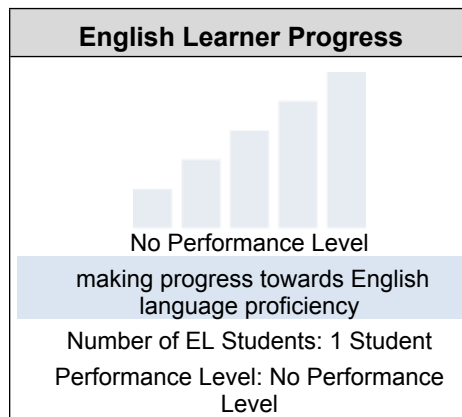 English Learner Progress
No Performance Level
making progress towards English
language proficiency
Number of EL Students: 1 Student
Performance Level: No Performance
Level